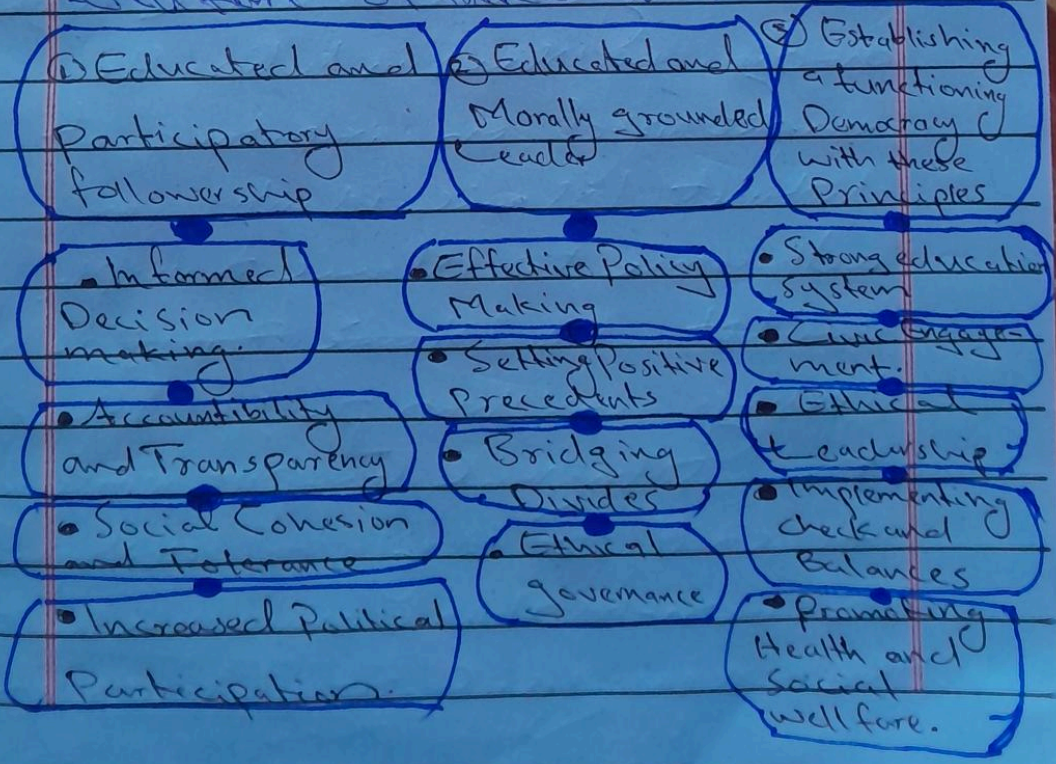 ① Educated and
Participatory
followership
• Informed
Decision
making.
• Accountibility
and Transparency
• Social Cohesion
and Tolerance
• Increased Political
Participation.
② Educated and
Morally grounded
Leader
• Effective Policy
Making
• Setting Positive
Precedents
• Bridging
Divides
• Ethical
governance
③ Establishing
a functioning
Democracy
with these
Principles
• Strong education
system
• Civic Engage-
ment.
• Ethical
Leadership
• Implementing
check and
Balances
• Promoting
Health and
Social
wellfare.